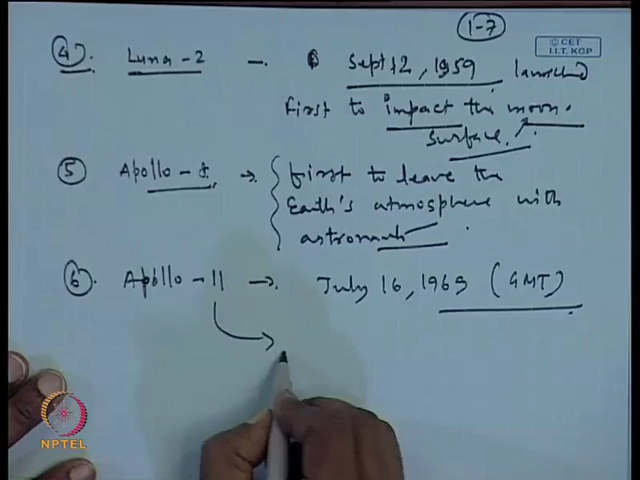 1-7
© CET
I.I.T. KGP
4. Luna-2 - Sept 12, 1959 launched
first to impact the moon.
surface.
5 Apollo- → first to leave the
Earth's atmosphere with
6. Apollo-11 → July 16, 1969 (GMT)
NPTEL